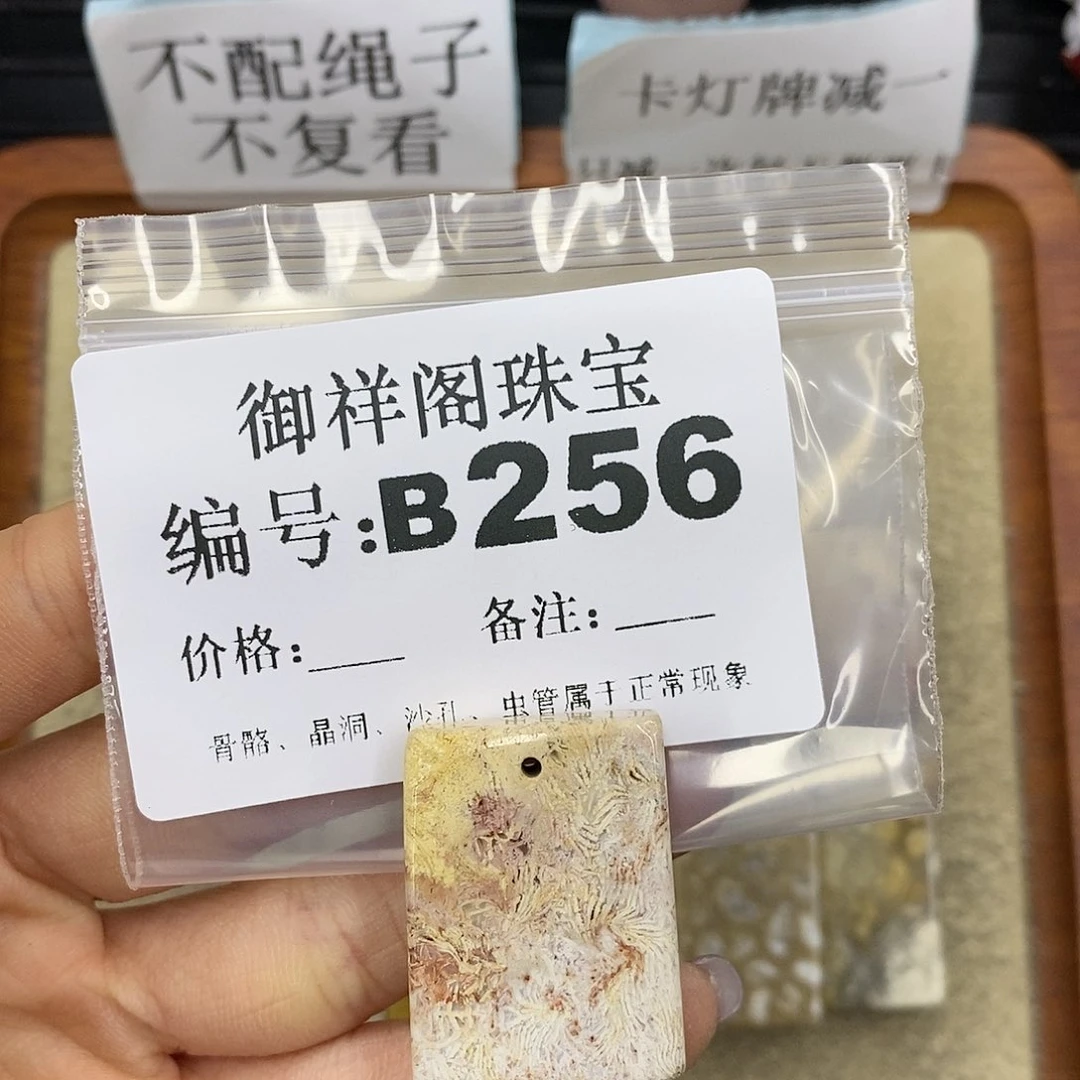 不配绳子
不复看
卡灯牌减一
御祥阁珠宝
编号:B256
价格:____ 备注:____
骨骼、晶洞、沙孔、虫管属于正常现象